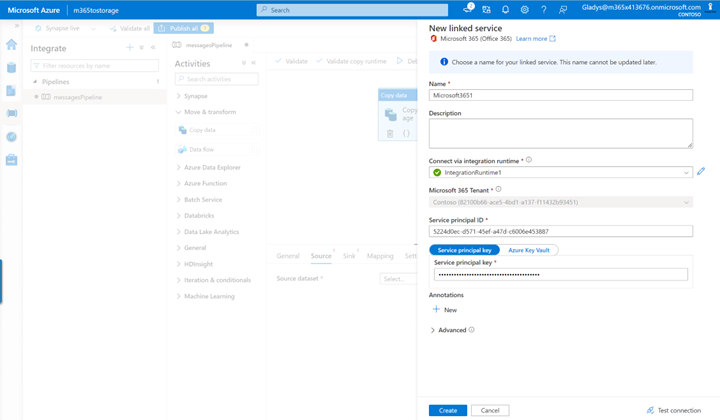 Microsoft Azure
m365tostorage
Search
Gladys@m365x413676.onmicrosoft.com
CONTOSO
Synapse live
Validate all
Publish all
1
Integrate
Filter resources by name
Pipelines
1
messagesPipeline
messagesPipeline
Activities
Search activities
Synapse
Move & transform
Copy data
Data flow
Azure Data Explorer
Azure Function
Batch Service
Databricks
Data Lake Analytics
General
HDInsight
Iteration & conditionals
Machine Learning
Validate
Validate copy runtime
Copy data
General
Source
Sink
Mapping
Source dataset *
Select...
New linked service
Microsoft 365 (Office 365)
Learn more
Choose a name for your linked service. This name cannot be updated later.
Name *
Microsoft3651
Description
Connect via integration runtime *
IntegrationRuntime1
Microsoft 365 Tenant *
Contoso (82100b66-ace5-4bd1-a137-f11432b93451)
Service principal ID *
5224d0ec-d571-45ef-a47d-c6006e453887
Service principal key
Azure Key Vault
Service principal key *
Annotations
New
Advanced
Create
Cancel
Test connection